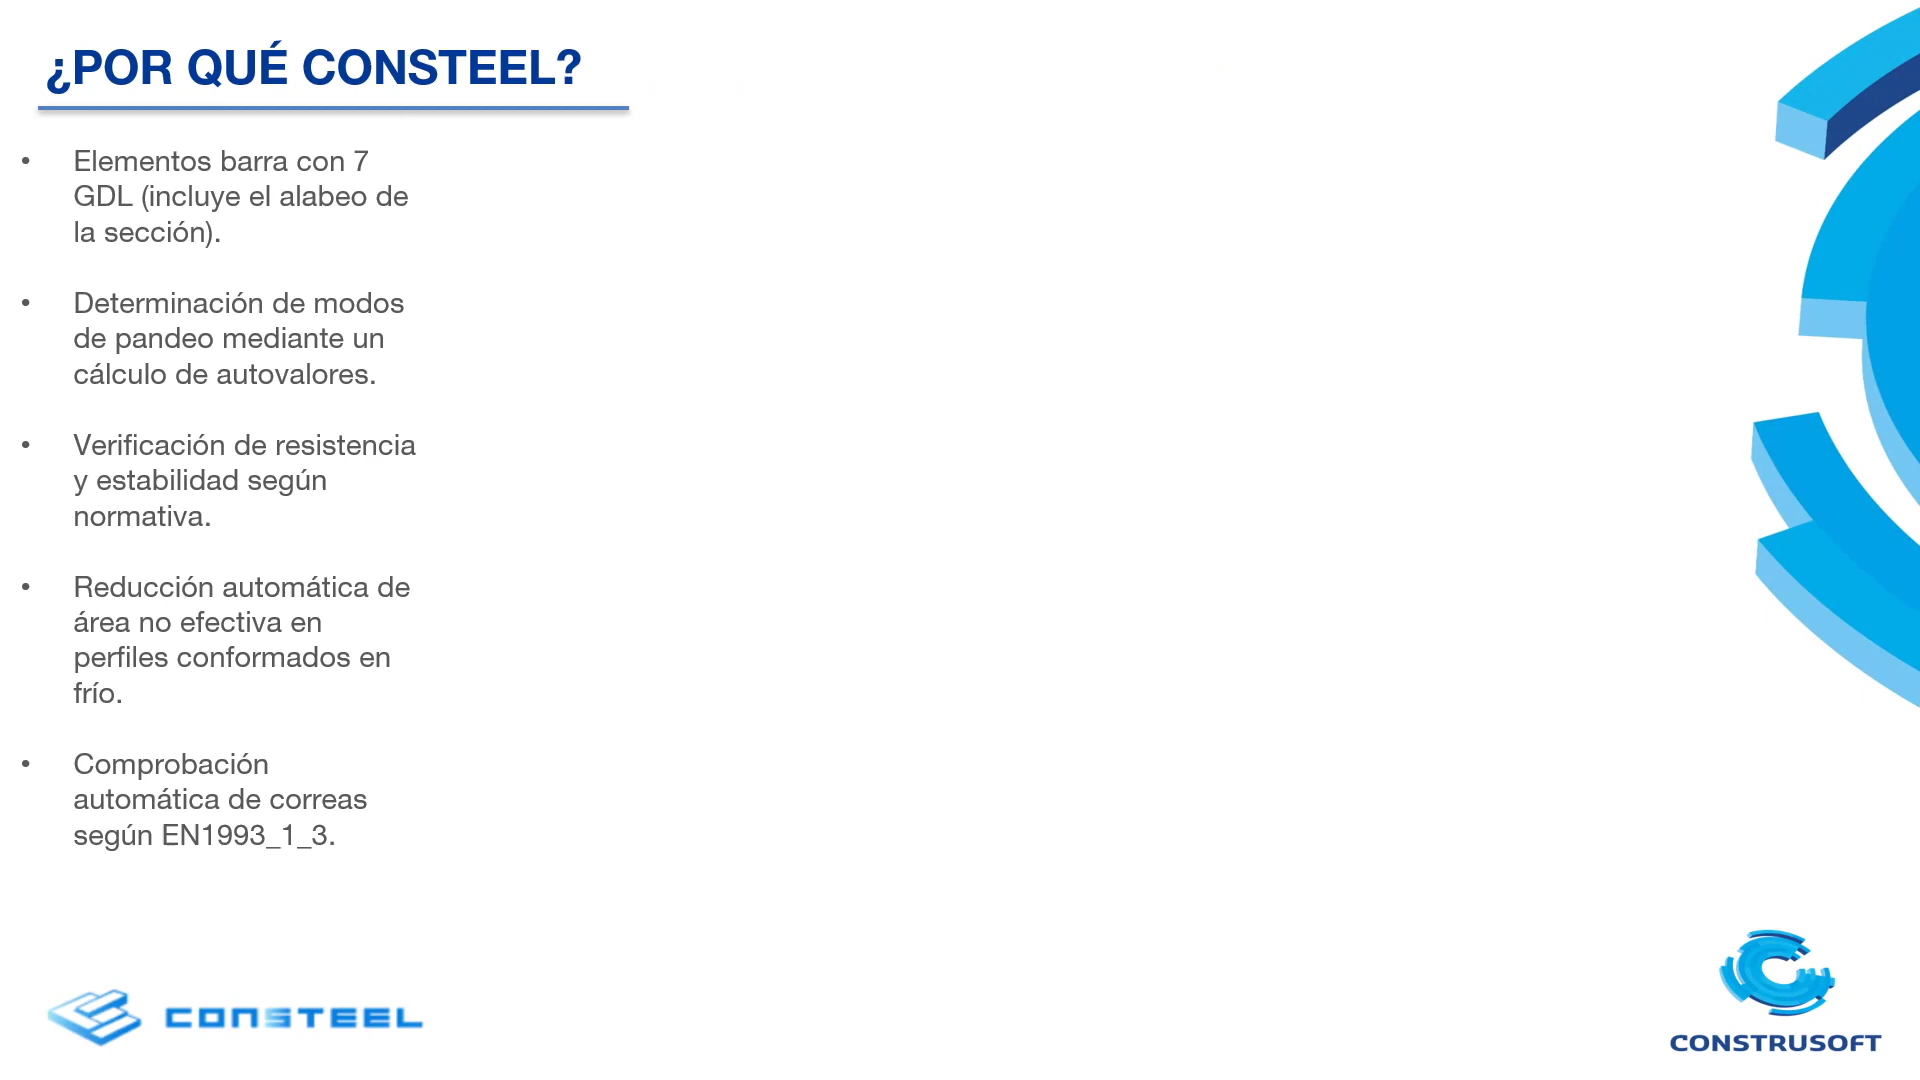 ¿POR QUÉ CONSTEEL?
• Elementos barra con 7
GDL (incluye el alabeo de
la sección).
• Determinación de modos
de pandeo mediante un
cálculo de autovalores.
• Verificación de resistencia
y estabilidad según
normativa.
• Reducción automática de
área no efectiva en
perfiles conformados en
frío.
• Comprobación
automática de correas
según EN1993_1_3.
CONSTEEL
CONSTRUSOFT